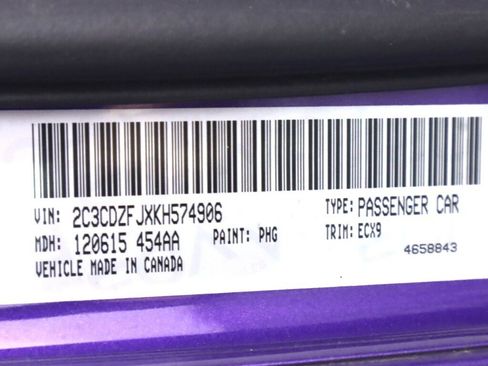 VIN: 2C3CDZFJXKH574906 TYPE: PASSENGER CAR
MDH: 120615 454AA PAINT: PHG TRIM: ECX9
VEHICLE MADE IN CANADA 4658843